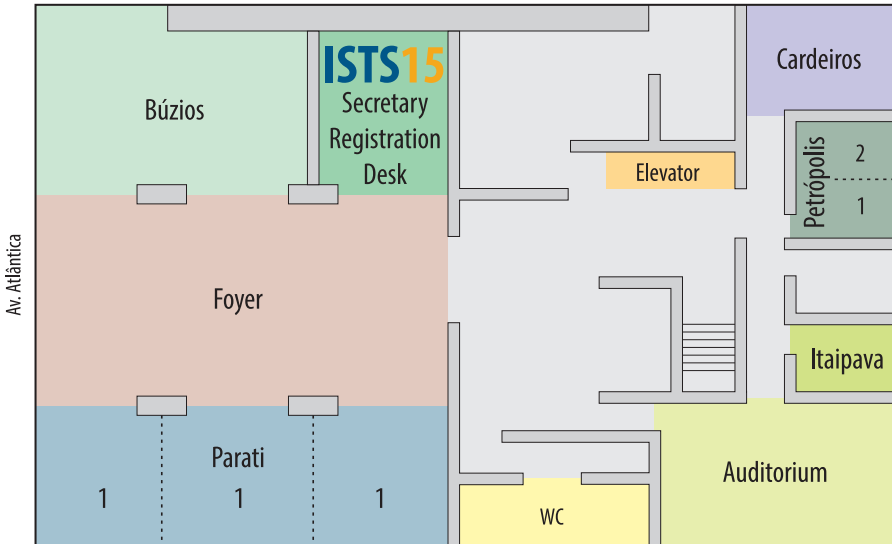 ISTS15
Secretary
Registration
Desk
Búzios
Cardeiros
Petrópolis
2
1
Elevator
Av. Atlântica
Foyer
Itaipava
Parati
1
1
1
Auditorium
WC